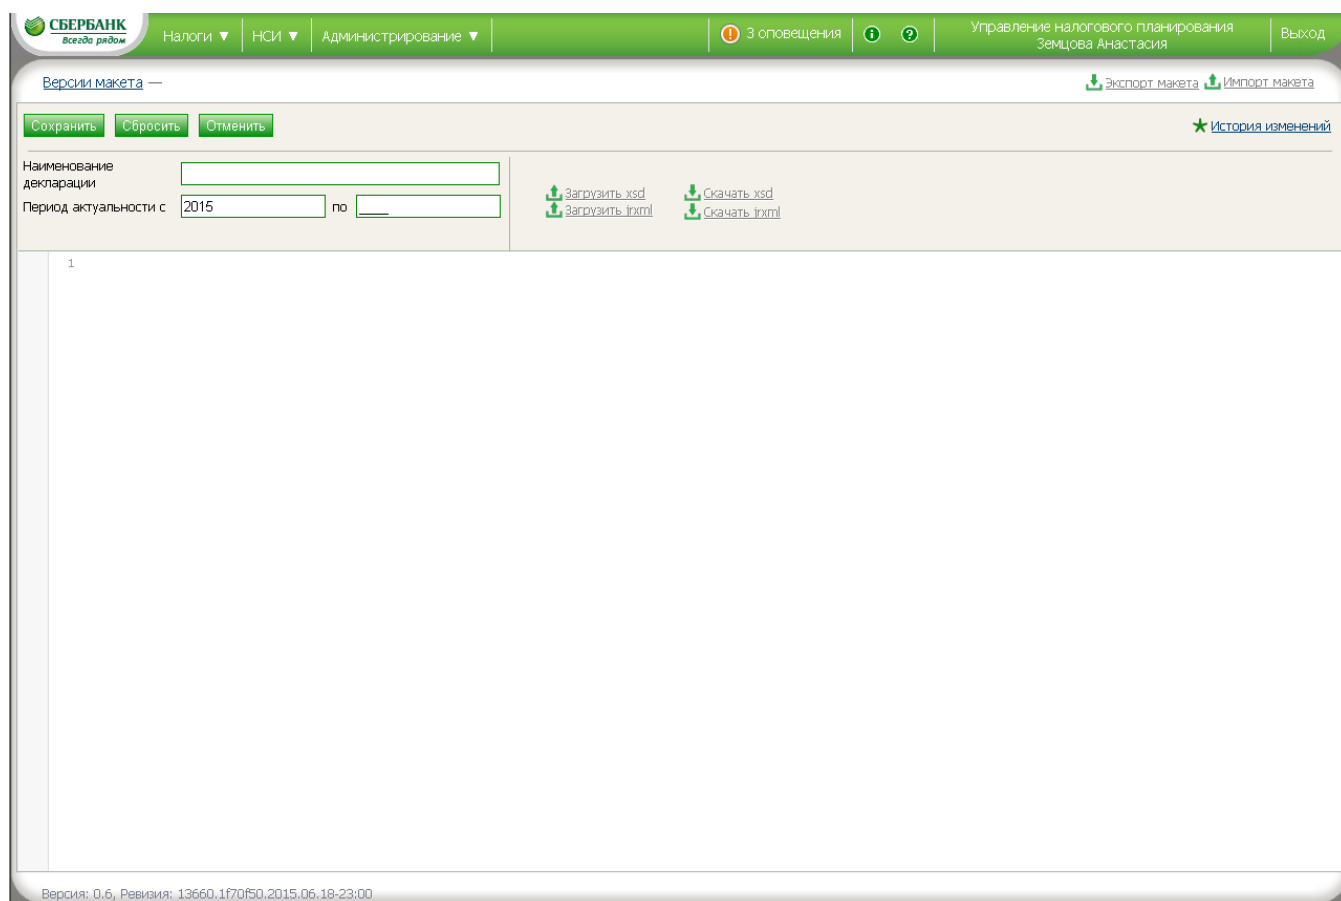 СБЕРБАНК
Всегда рядом
Налоги ▼
НСИ ▼
Администрирование ▼
3 оповещения
Управление налогового планирования
Земцова Анастасия
Выход
Версии макета —
Экспорт макета
Импорт макета
Сохранить
Сбросить
Отменить
История изменений
Наименование
декларации
Период актуальности с
2015
по
____
Загрузить xsd
Скачать xsd
Загрузить jrxml
Скачать jrxml
1
Версия: 0.6, Ревизия: 13660.1f70f50.2015.06.18-23:00